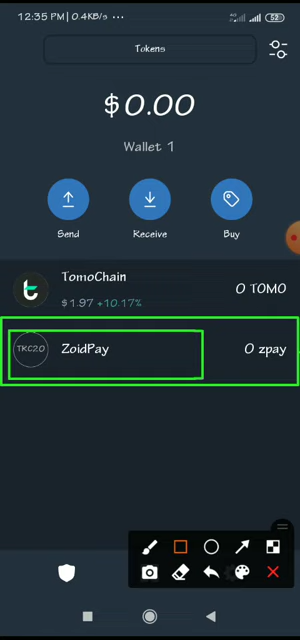 12:35 PM | 0.4KB/s ...
4G
52
Tokens
$0.00
Wallet 1
Send
Receive
Buy
TomoChain
0 TOMO
$1.97 +10.17%
TRC20
ZoidPay
0 zpay